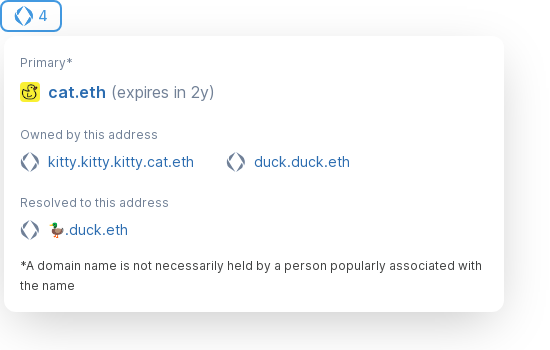 4
Primary*
cat.eth (expires in 2y)
Owned by this address
kitty.kitty.kitty.cat.eth duck.duck.eth
Resolved to this address
🦆.duck.eth
*A domain name is not necessarily held by a person popularly associated with
the name